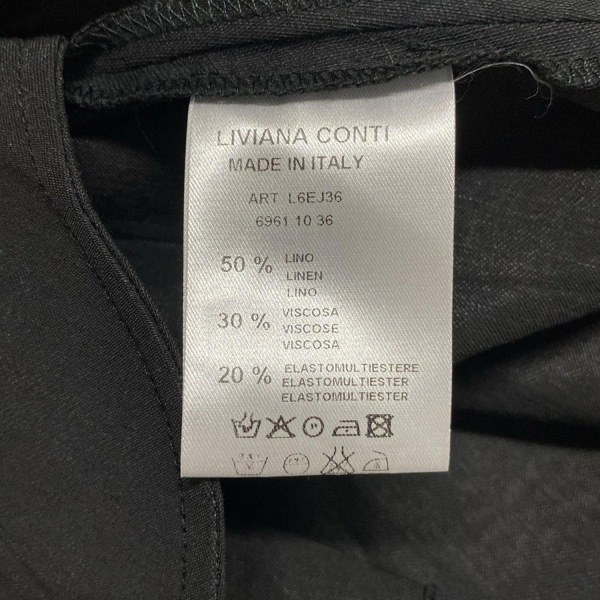 LIVIANA CONTI
MADE IN ITALY
ART L6EJ36
6961 10 36
50 % LINO
LINEN
LINO
30 % VISCOSA
VISCOSE
VISCOSA
20 % ELASTOMULTIESTERE
ELASTOMULTIESTER
ELASTOMULTIESTER